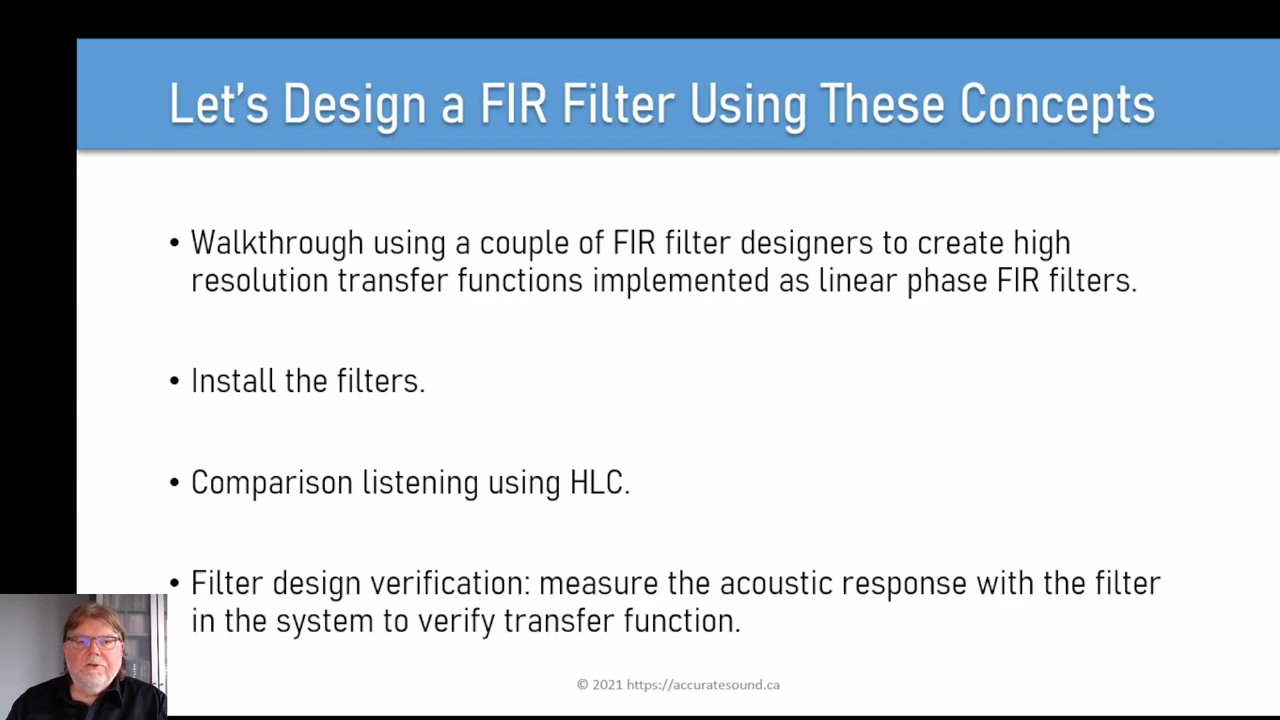 Let's Design a FIR Filter Using These Concepts
• Walkthrough using a couple of FIR filter designers to create high
resolution transfer functions implemented as linear phase FIR filters.
• Install the filters.
• Comparison listening using HLC.
• Filter design verification: measure the acoustic response with the filter
in the system to verify transfer function.
© 2021 https://accuratesound.ca